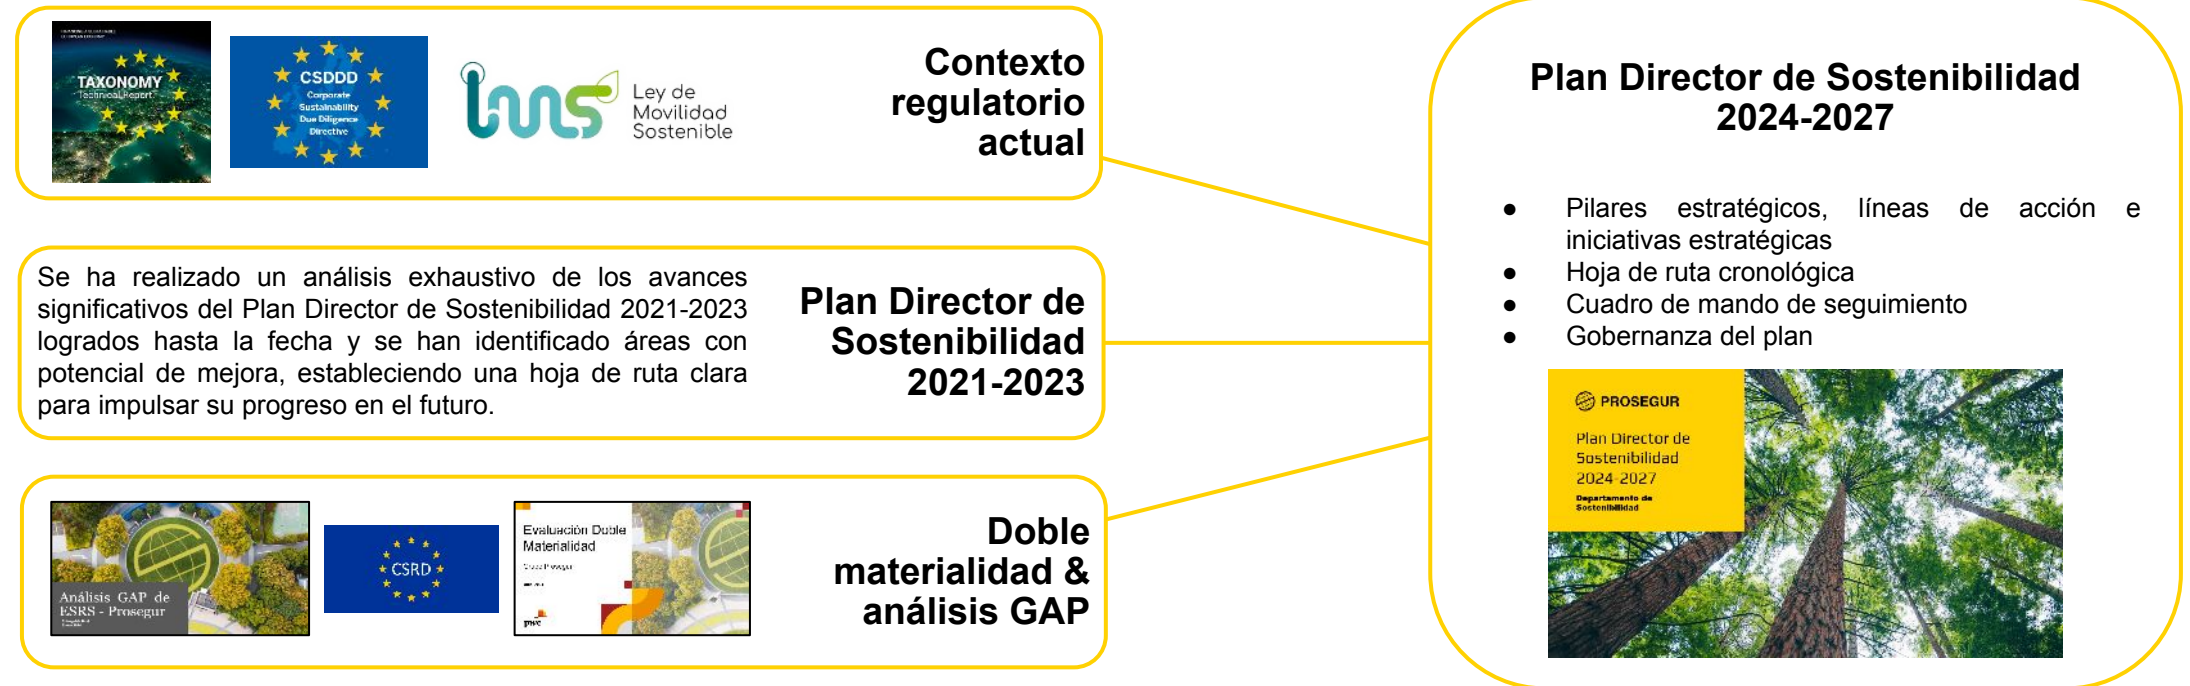 TAXONOMY
Technical Report
CSDDD
Corporate
Sustainability
Due Diligence
Directive
lms
Ley de
Movilidad
Sostenible
Contexto
regulatorio
actual
Se ha realizado un análisis exhaustivo de los avances
significativos del Plan Director de Sostenibilidad 2021-2023
logrados hasta la fecha y se han identificado áreas con
potencial de mejora, estableciendo una hoja de ruta clara
para impulsar su progreso en el futuro.
Plan Director de
Sostenibilidad
2021-2023
Análisis GAP de
ESRS - Prosegur
CSRD
Evaluación Doble
Materialidad
Grupo Prosegur
pwc
Doble
materialidad &
análisis GAP
Plan Director de Sostenibilidad
2024-2027
● Pilares estratégicos, líneas de acción e
iniciativas estratégicas
● Hoja de ruta cronológica
● Cuadro de mando de seguimiento
● Gobernanza del plan
PROSEGUR
Plan Director de
Sostenibilidad
2024-2027
Departamento de
Sostenibilidad